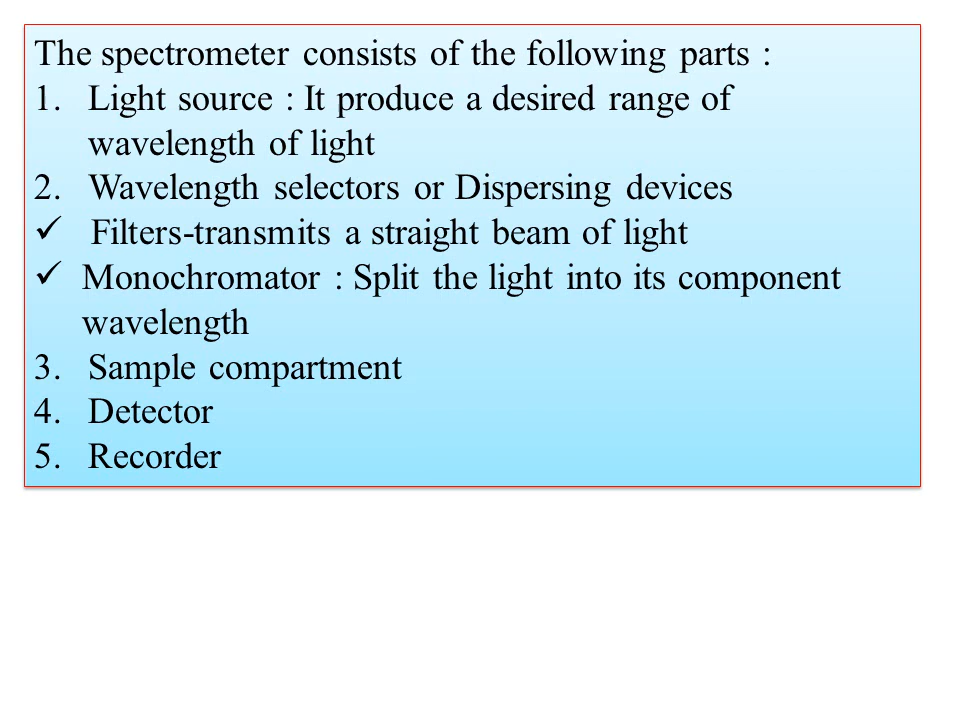 The spectrometer consists of the following parts :
1. Light source : It produce a desired range of
wavelength of light
2. Wavelength selectors or Dispersing devices
✓ Filters-transmits a straight beam of light
✓ Monochromator : Split the light into its component
wavelength
3. Sample compartment
4. Detector
5. Recorder